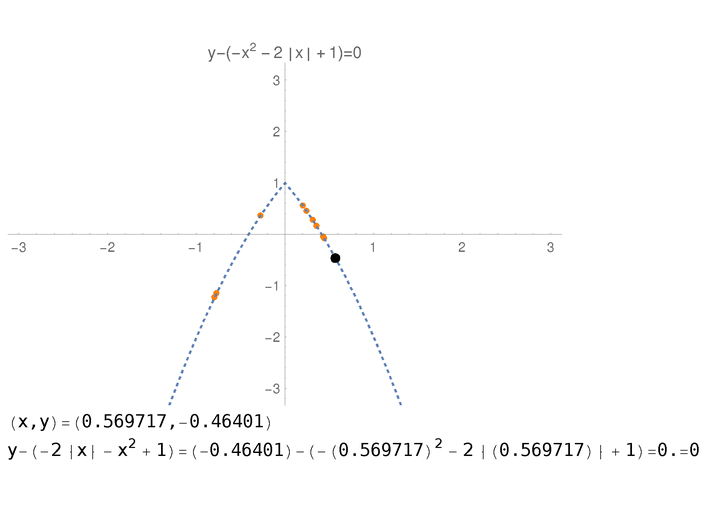 y−(−x² − 2 |x| + 1)=0
3
2
1
−3 −2 −1 1 2 3
−1
−2
−3
(x,y)=(0.569717,−0.46401)
y−(−2 |x| − x² + 1)=(−0.46401)−(−(0.569717)² − 2 |(0.569717)| + 1)=0.=0